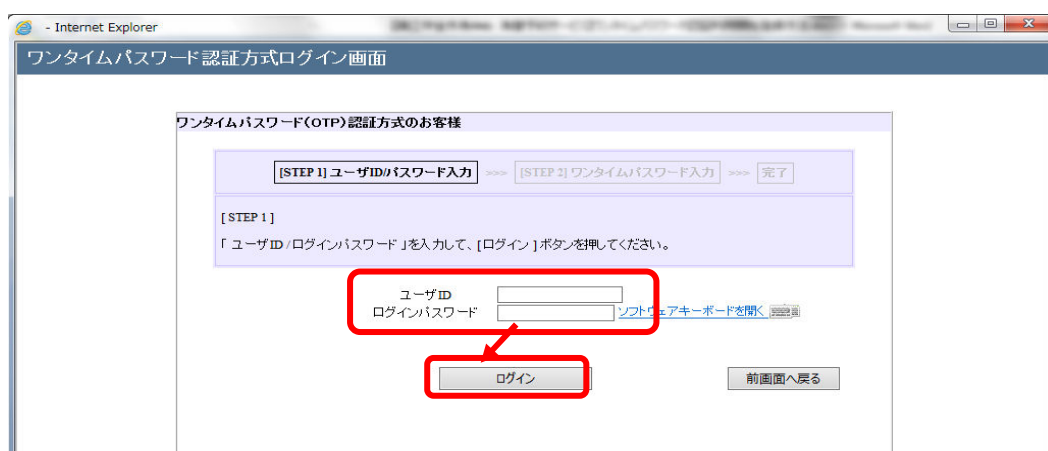 - Internet Explorer
ワンタイムパスワード認証方式ログイン画面
ワンタイムパスワード(OTP)認証方式のお客様
[STEP 1] ユーザID/パスワード入力 >>> [STEP 2] ワンタイムパスワード入力 >>> 完了
[ STEP 1 ]
「 ユーザID /ログインパスワード 」を入力して、[ログイン ]ボタンを押してください。
ユーザID
ログインパスワード ソフトウェアキーボードを開く
ログイン 前画面へ戻る